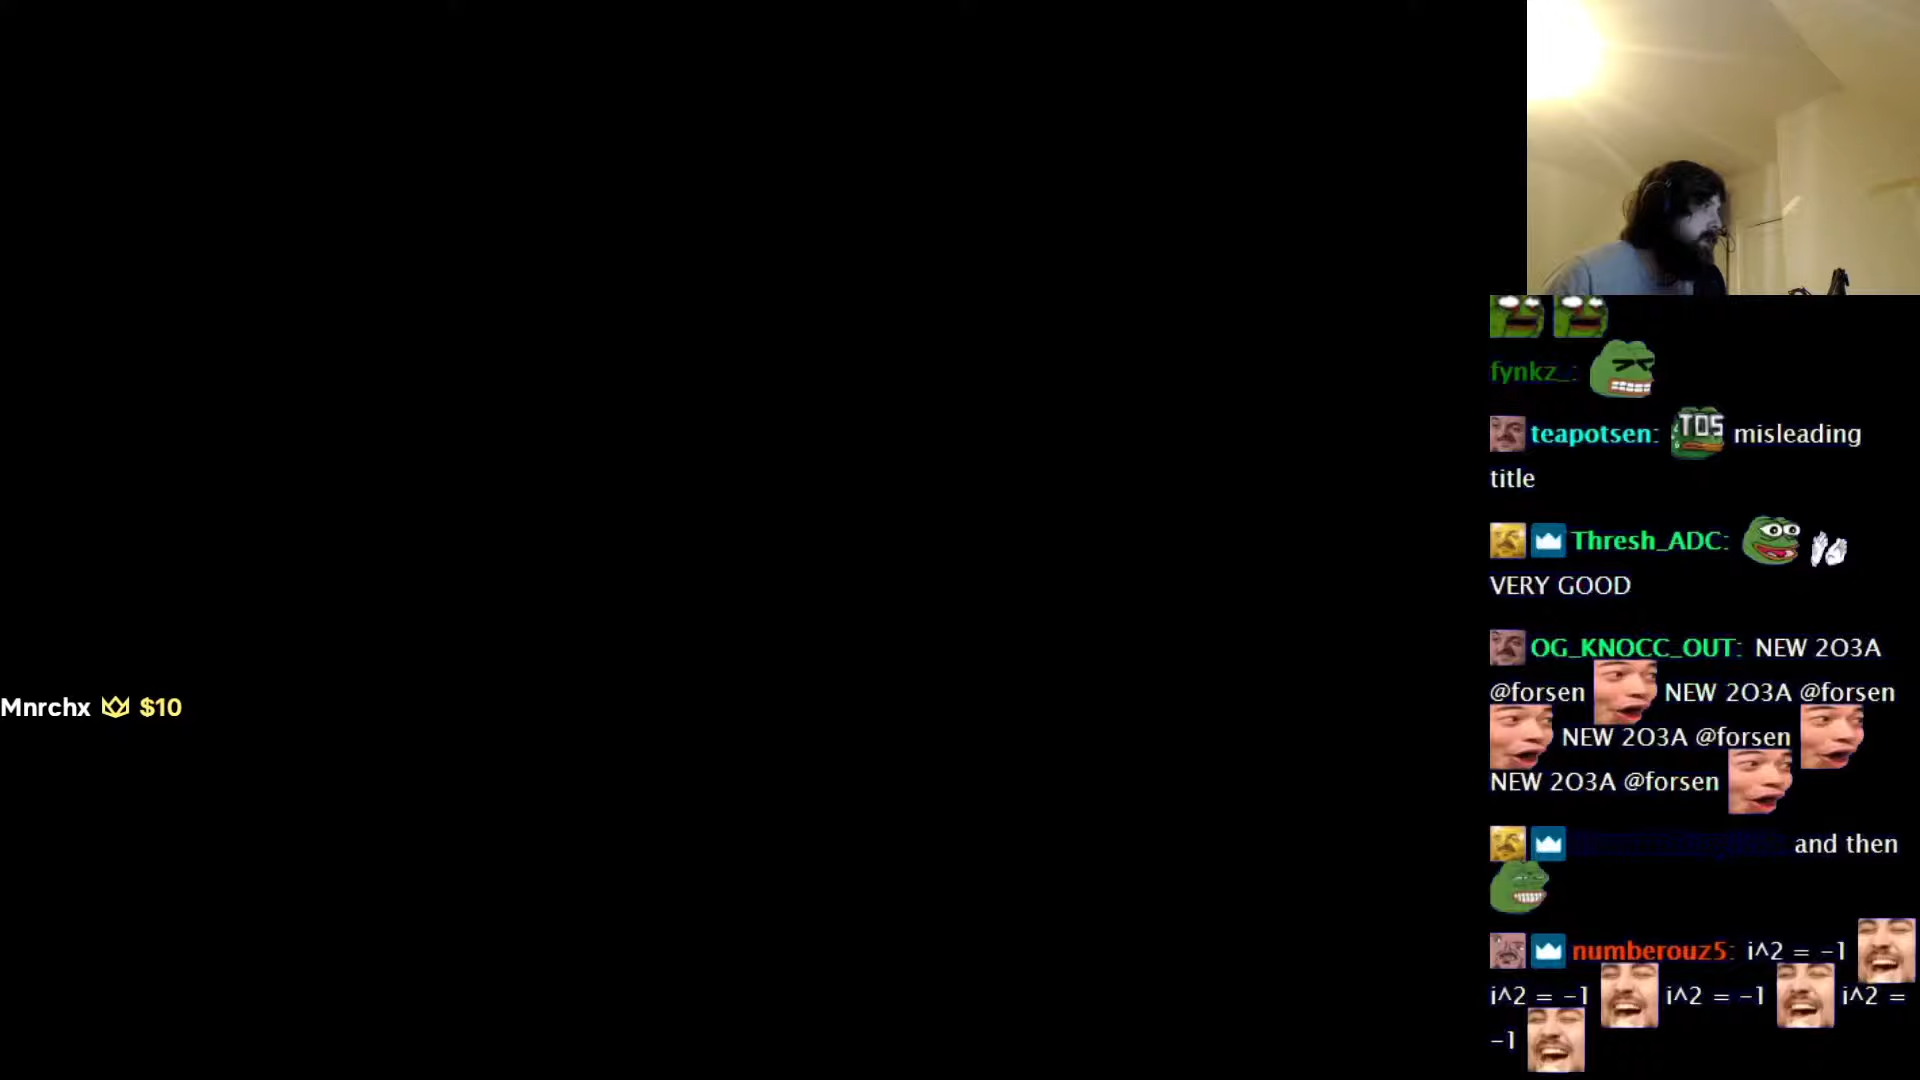 fynkz_:
teapotsen: TOS misleading
title
Thresh_ADC:
VERY GOOD
OG_KNOCC_OUT: NEW 2O3A
@forsen NEW 2O3A @forsen
NEW 2O3A @forsen
NEW 2O3A @forsen
Mnrchx $10
and then
numberouz5: i^2 = -1
i^2 = -1 i^2 = -1 i^2 =
-1